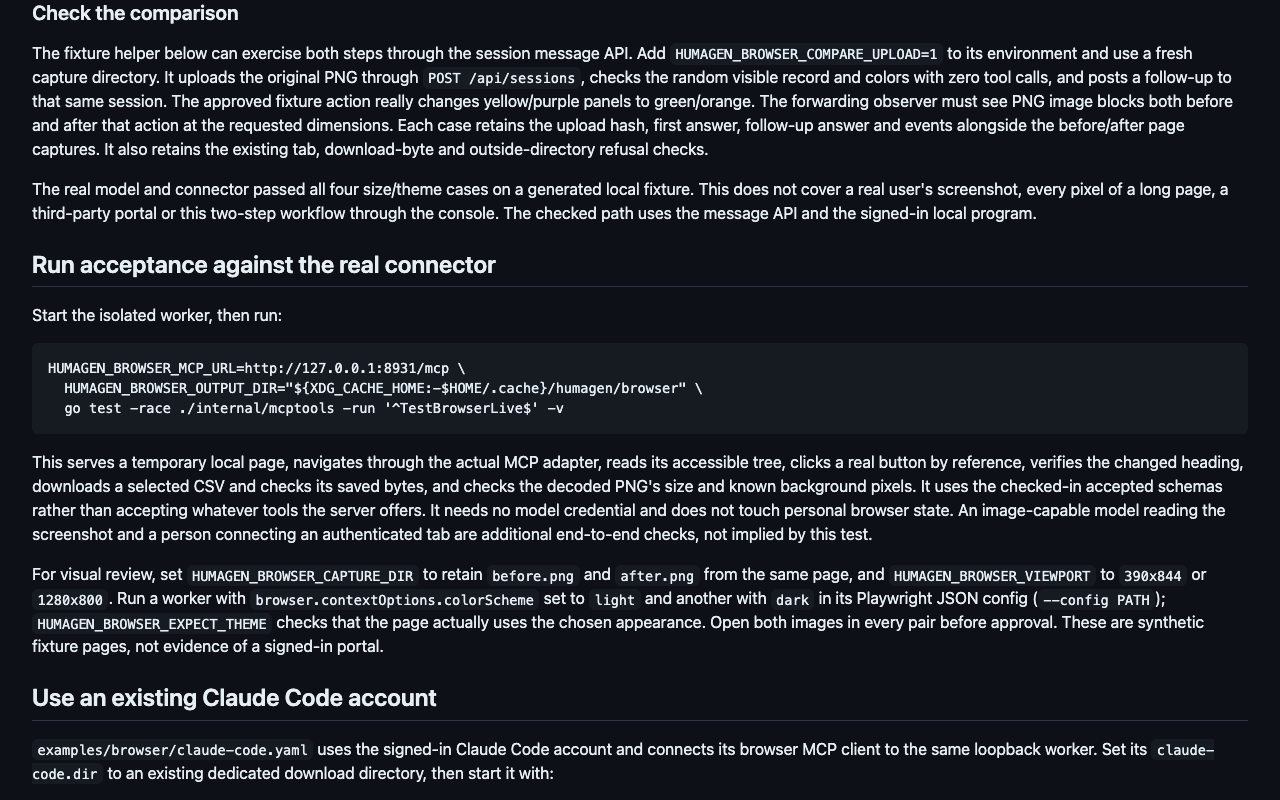 Check the comparison
The fixture helper below can exercise both steps through the session message API. Add HUMAGEN_BROWSER_COMPARE_UPLOAD=1 to its environment and use a fresh
capture directory. It uploads the original PNG through POST /api/sessions , checks the random visible record and colors with zero tool calls, and posts a follow-up to
that same session. The approved fixture action really changes yellow/purple panels to green/orange. The forwarding observer must see PNG image blocks both before
and after that action at the requested dimensions. Each case retains the upload hash, first answer, follow-up answer and events alongside the before/after page
captures. It also retains the existing tab, download-byte and outside-directory refusal checks.
The real model and connector passed all four size/theme cases on a generated local fixture. This does not cover a real user's screenshot, every pixel of a long page, a
third-party portal or this two-step workflow through the console. The checked path uses the message API and the signed-in local program.
Run acceptance against the real connector
Start the isolated worker, then run:
HUMAGEN_BROWSER_MCP_URL=http://127.0.0.1:8931/mcp \
  HUMAGEN_BROWSER_OUTPUT_DIR="${XDG_CACHE_HOME:-$HOME/.cache}/humagen/browser" \
  go test -race ./internal/mcptools -run '^TestBrowserLive$' -v
This serves a temporary local page, navigates through the actual MCP adapter, reads its accessible tree, clicks a real button by reference, verifies the changed heading,
downloads a selected CSV and checks its saved bytes, and checks the decoded PNG's size and known background pixels. It uses the checked-in accepted schemas
rather than accepting whatever tools the server offers. It needs no model credential and does not touch personal browser state. An image-capable model reading the
screenshot and a person connecting an authenticated tab are additional end-to-end checks, not implied by this test.
For visual review, set HUMAGEN_BROWSER_CAPTURE_DIR to retain before.png and after.png from the same page, and HUMAGEN_BROWSER_VIEWPORT to 390x844 or
1280x800 . Run a worker with browser.contextOptions.colorScheme set to light and another with dark in its Playwright JSON config ( --config PATH );
HUMAGEN_BROWSER_EXPECT_THEME checks that the page actually uses the chosen appearance. Open both images in every pair before approval. These are synthetic
fixture pages, not evidence of a signed-in portal.
Use an existing Claude Code account
examples/browser/claude-code.yaml uses the signed-in Claude Code account and connects its browser MCP client to the same loopback worker. Set its claude-
code.dir to an existing dedicated download directory, then start it with: